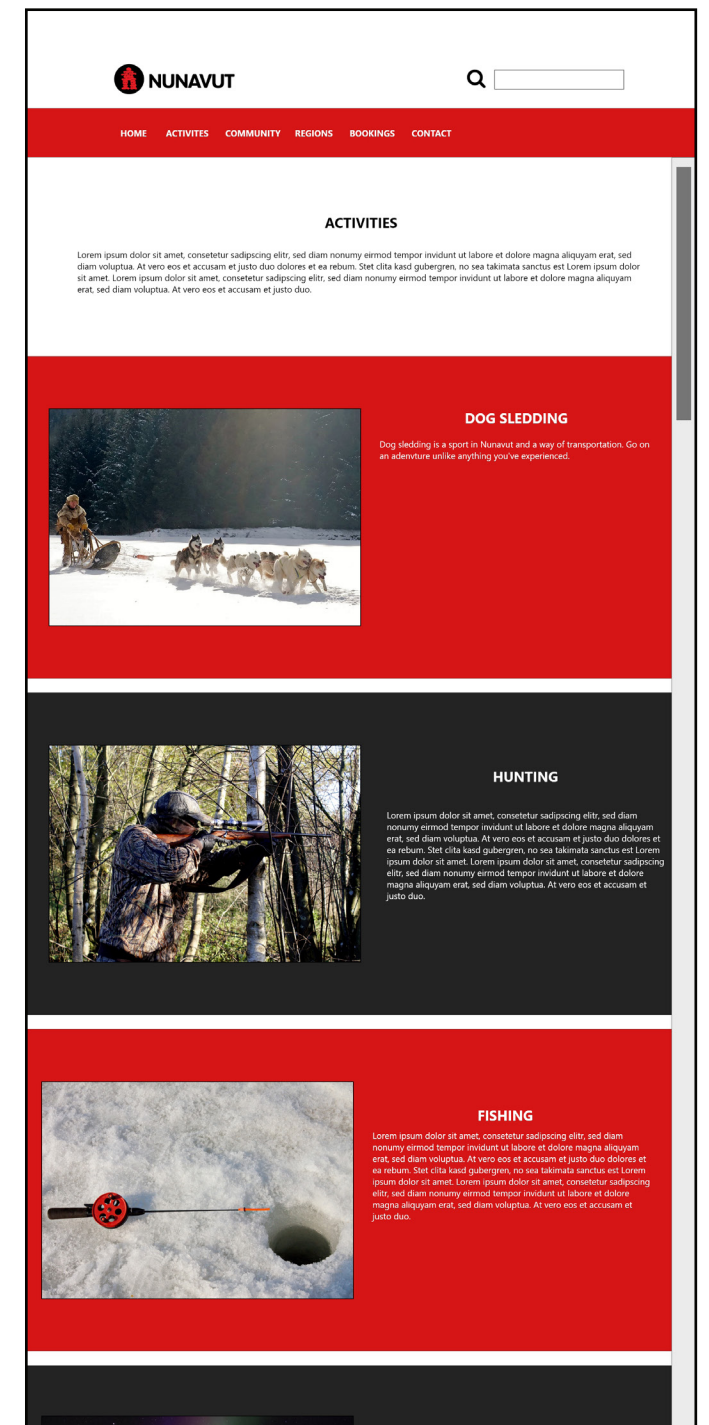 NUNAVUT
HOME ACTIVITES COMMUNITY REGIONS BOOKINGS CONTACT
ACTIVITIES
Lorem ipsum dolor sit amet, consetetur sadipscing elitr, sed diam nonumy eirmod tempor invidunt ut labore et dolore magna aliquyam erat, sed
diam voluptua. At vero eos et accusam et justo duo dolores et ea rebum. Stet clita kasd gubergren, no sea takimata sanctus est Lorem ipsum dolor
sit amet. Lorem ipsum dolor sit amet, consetetur sadipscing elitr, sed diam nonumy eirmod tempor invidunt ut labore et dolore magna aliquyam
erat, sed diam voluptua. At vero eos et accusam et justo duo.
DOG SLEDDING
Dog sledding is a sport in Nunavut and a way of transportation. Go on
an adenvture unlike anything you've experienced.
HUNTING
Lorem ipsum dolor sit amet, consetetur sadipscing elitr, sed diam
nonumy eirmod tempor invidunt ut labore et dolore magna aliquyam
erat, sed diam voluptua. At vero eos et accusam et justo duo dolores et
ea rebum. Stet clita kasd gubergren, no sea takimata sanctus est Lorem
ipsum dolor sit amet. Lorem ipsum dolor sit amet, consetetur sadipscing
elitr, sed diam nonumy eirmod tempor invidunt ut labore et dolore
magna aliquyam erat, sed diam voluptua. At vero eos et accusam et
justo duo.
FISHING
Lorem ipsum dolor sit amet, consetetur sadipscing elitr, sed diam
nonumy eirmod tempor invidunt ut labore et dolore magna aliquyam
erat, sed diam voluptua. At vero eos et accusam et justo duo dolores et
ea rebum. Stet clita kasd gubergren, no sea takimata sanctus est Lorem
ipsum dolor sit amet. Lorem ipsum dolor sit amet, consetetur sadipscing
elitr, sed diam nonumy eirmod tempor invidunt ut labore et dolore
magna aliquyam erat, sed diam voluptua. At vero eos et accusam et
justo duo.